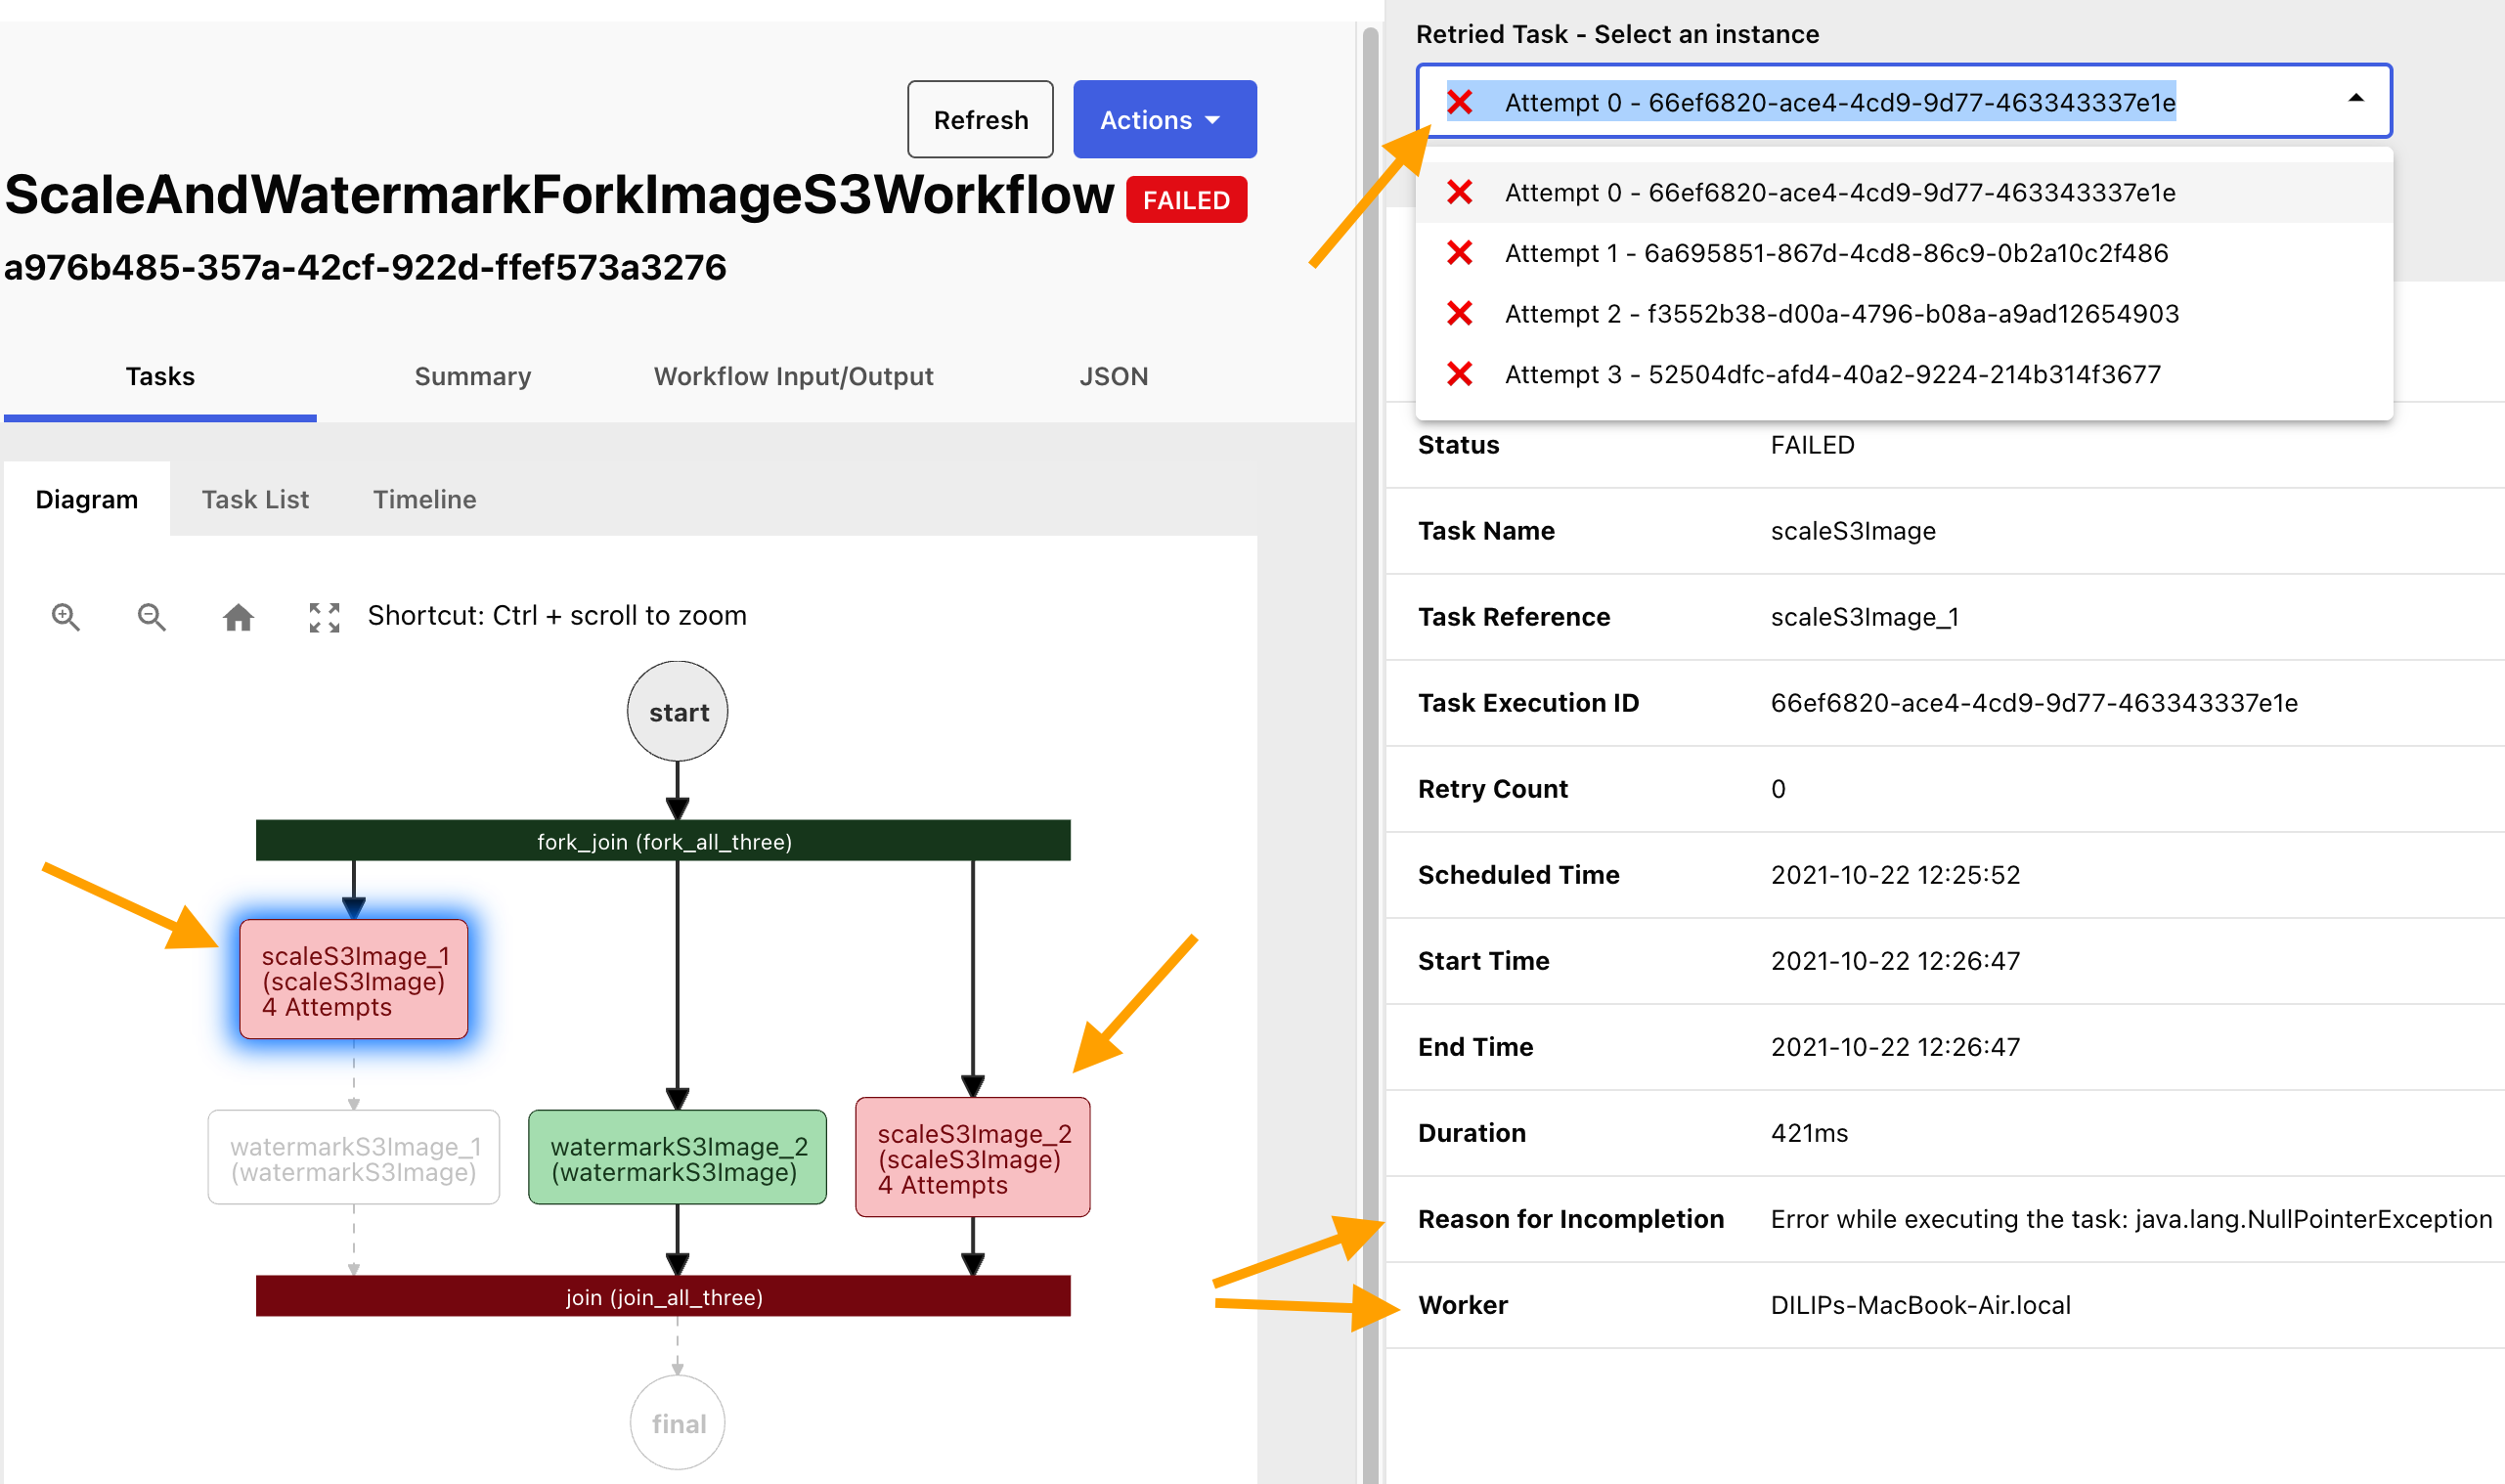 Refresh
Actions
ScaleAndWatermarkForkImageS3Workflow FAILED
a976b485-357a-42cf-922d-ffef573a3276
Tasks
Summary
Workflow Input/Output
JSON
Diagram
Task List
Timeline
Shortcut: Ctrl + scroll to zoom
start
fork_join (fork_all_three)
scaleS3Image_1
(scaleS3Image)
4 Attempts
watermarkS3Image_1
(watermarkS3Image)
watermarkS3Image_2
(watermarkS3Image)
scaleS3Image_2
(scaleS3Image)
4 Attempts
join (join_all_three)
final
Retried Task - Select an instance
Attempt 0 - 66ef6820-ace4-4cd9-9d77-463343337e1e
Attempt 0 - 66ef6820-ace4-4cd9-9d77-463343337e1e
Attempt 1 - 6a695851-867d-4cd8-86c9-0b2a10c2f486
Attempt 2 - f3552b38-d00a-4796-b08a-a9ad12654903
Attempt 3 - 52504dfc-afd4-40a2-9224-214b314f3677
Status FAILED
Task Name scaleS3Image
Task Reference scaleS3Image_1
Task Execution ID 66ef6820-ace4-4cd9-9d77-463343337e1e
Retry Count 0
Scheduled Time 2021-10-22 12:25:52
Start Time 2021-10-22 12:26:47
End Time 2021-10-22 12:26:47
Duration 421ms
Reason for Incompletion Error while executing the task: java.lang.NullPointerException
Worker DILIPs-MacBook-Air.local